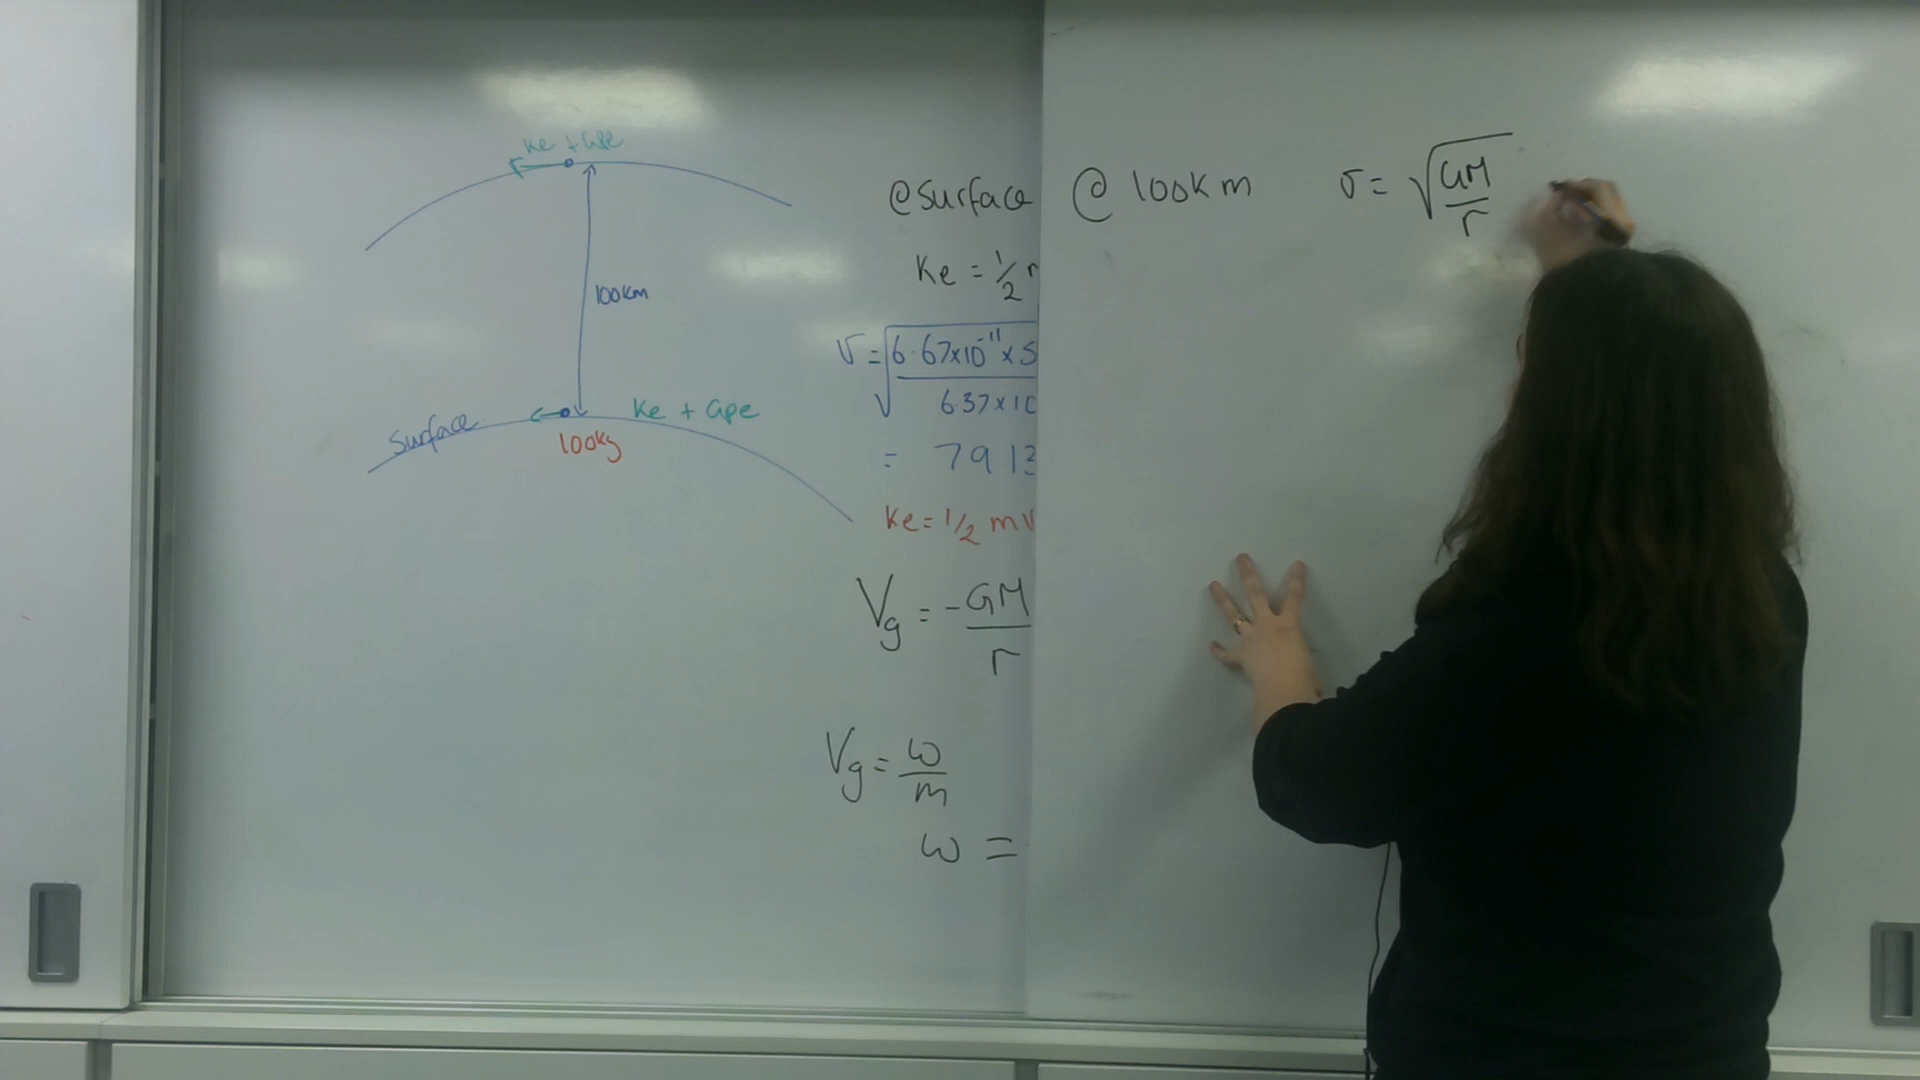 Ke + GPe
100km
Surface
Ke + Gpe
100kg
@Surface
Ke = 1/2
V = √6.67x10⁻¹¹ x 5
6.37x10
= 7913
Ke = 1/2 m V
Vg = - GM
r
Vg = ω
m
ω =
@ 100km
v = √GM
r